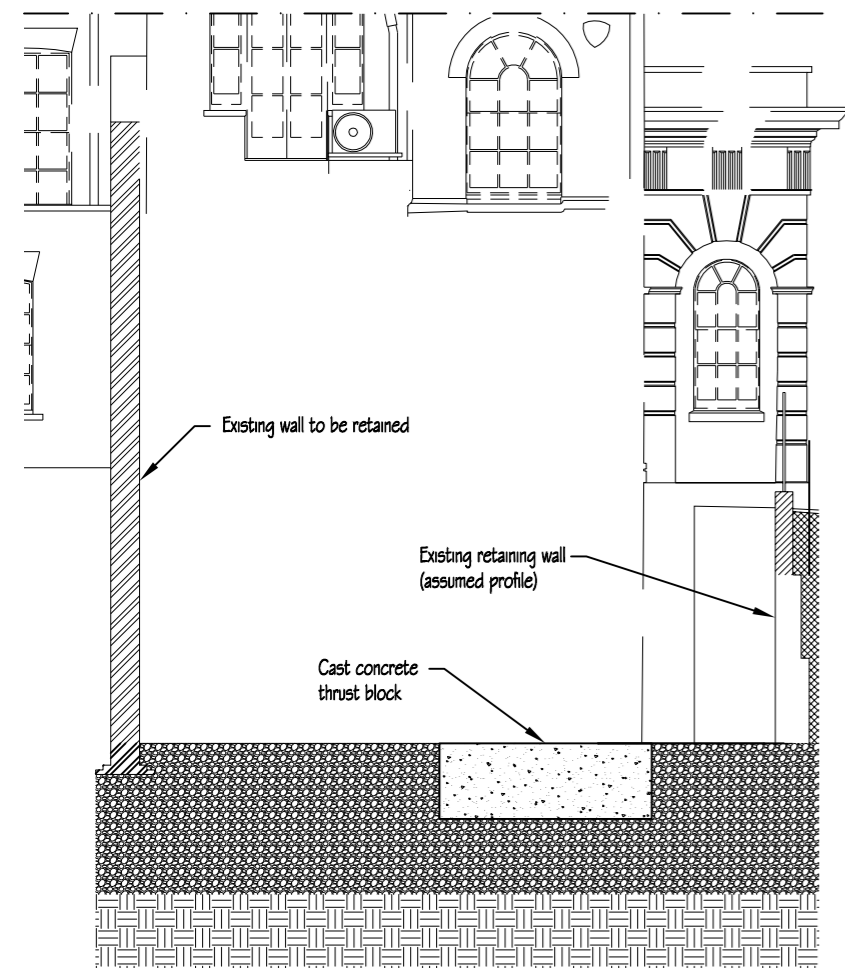 Existing wall to be retained
Existing retaining wall
(assumed profile)
Cast concrete
thrust block